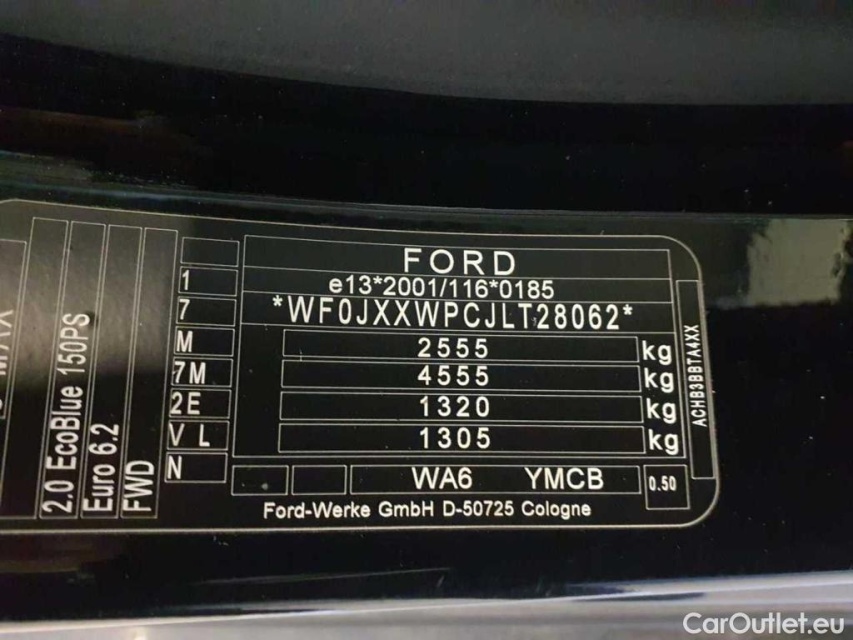 FORD
e13*2001/116*0185
*WF0JXXWPCJLT28062*
2555 kg
4555 kg
1320 kg
1305 kg
WA6 YMCB 0.50
Ford-Werke GmbH D-50725 Cologne
1
7
M
7M
2E
V L
N
2.0 EcoBlue 150PS
Euro 6.2
FWD
ACHB3BBTA4XX
CarOutlet.eu